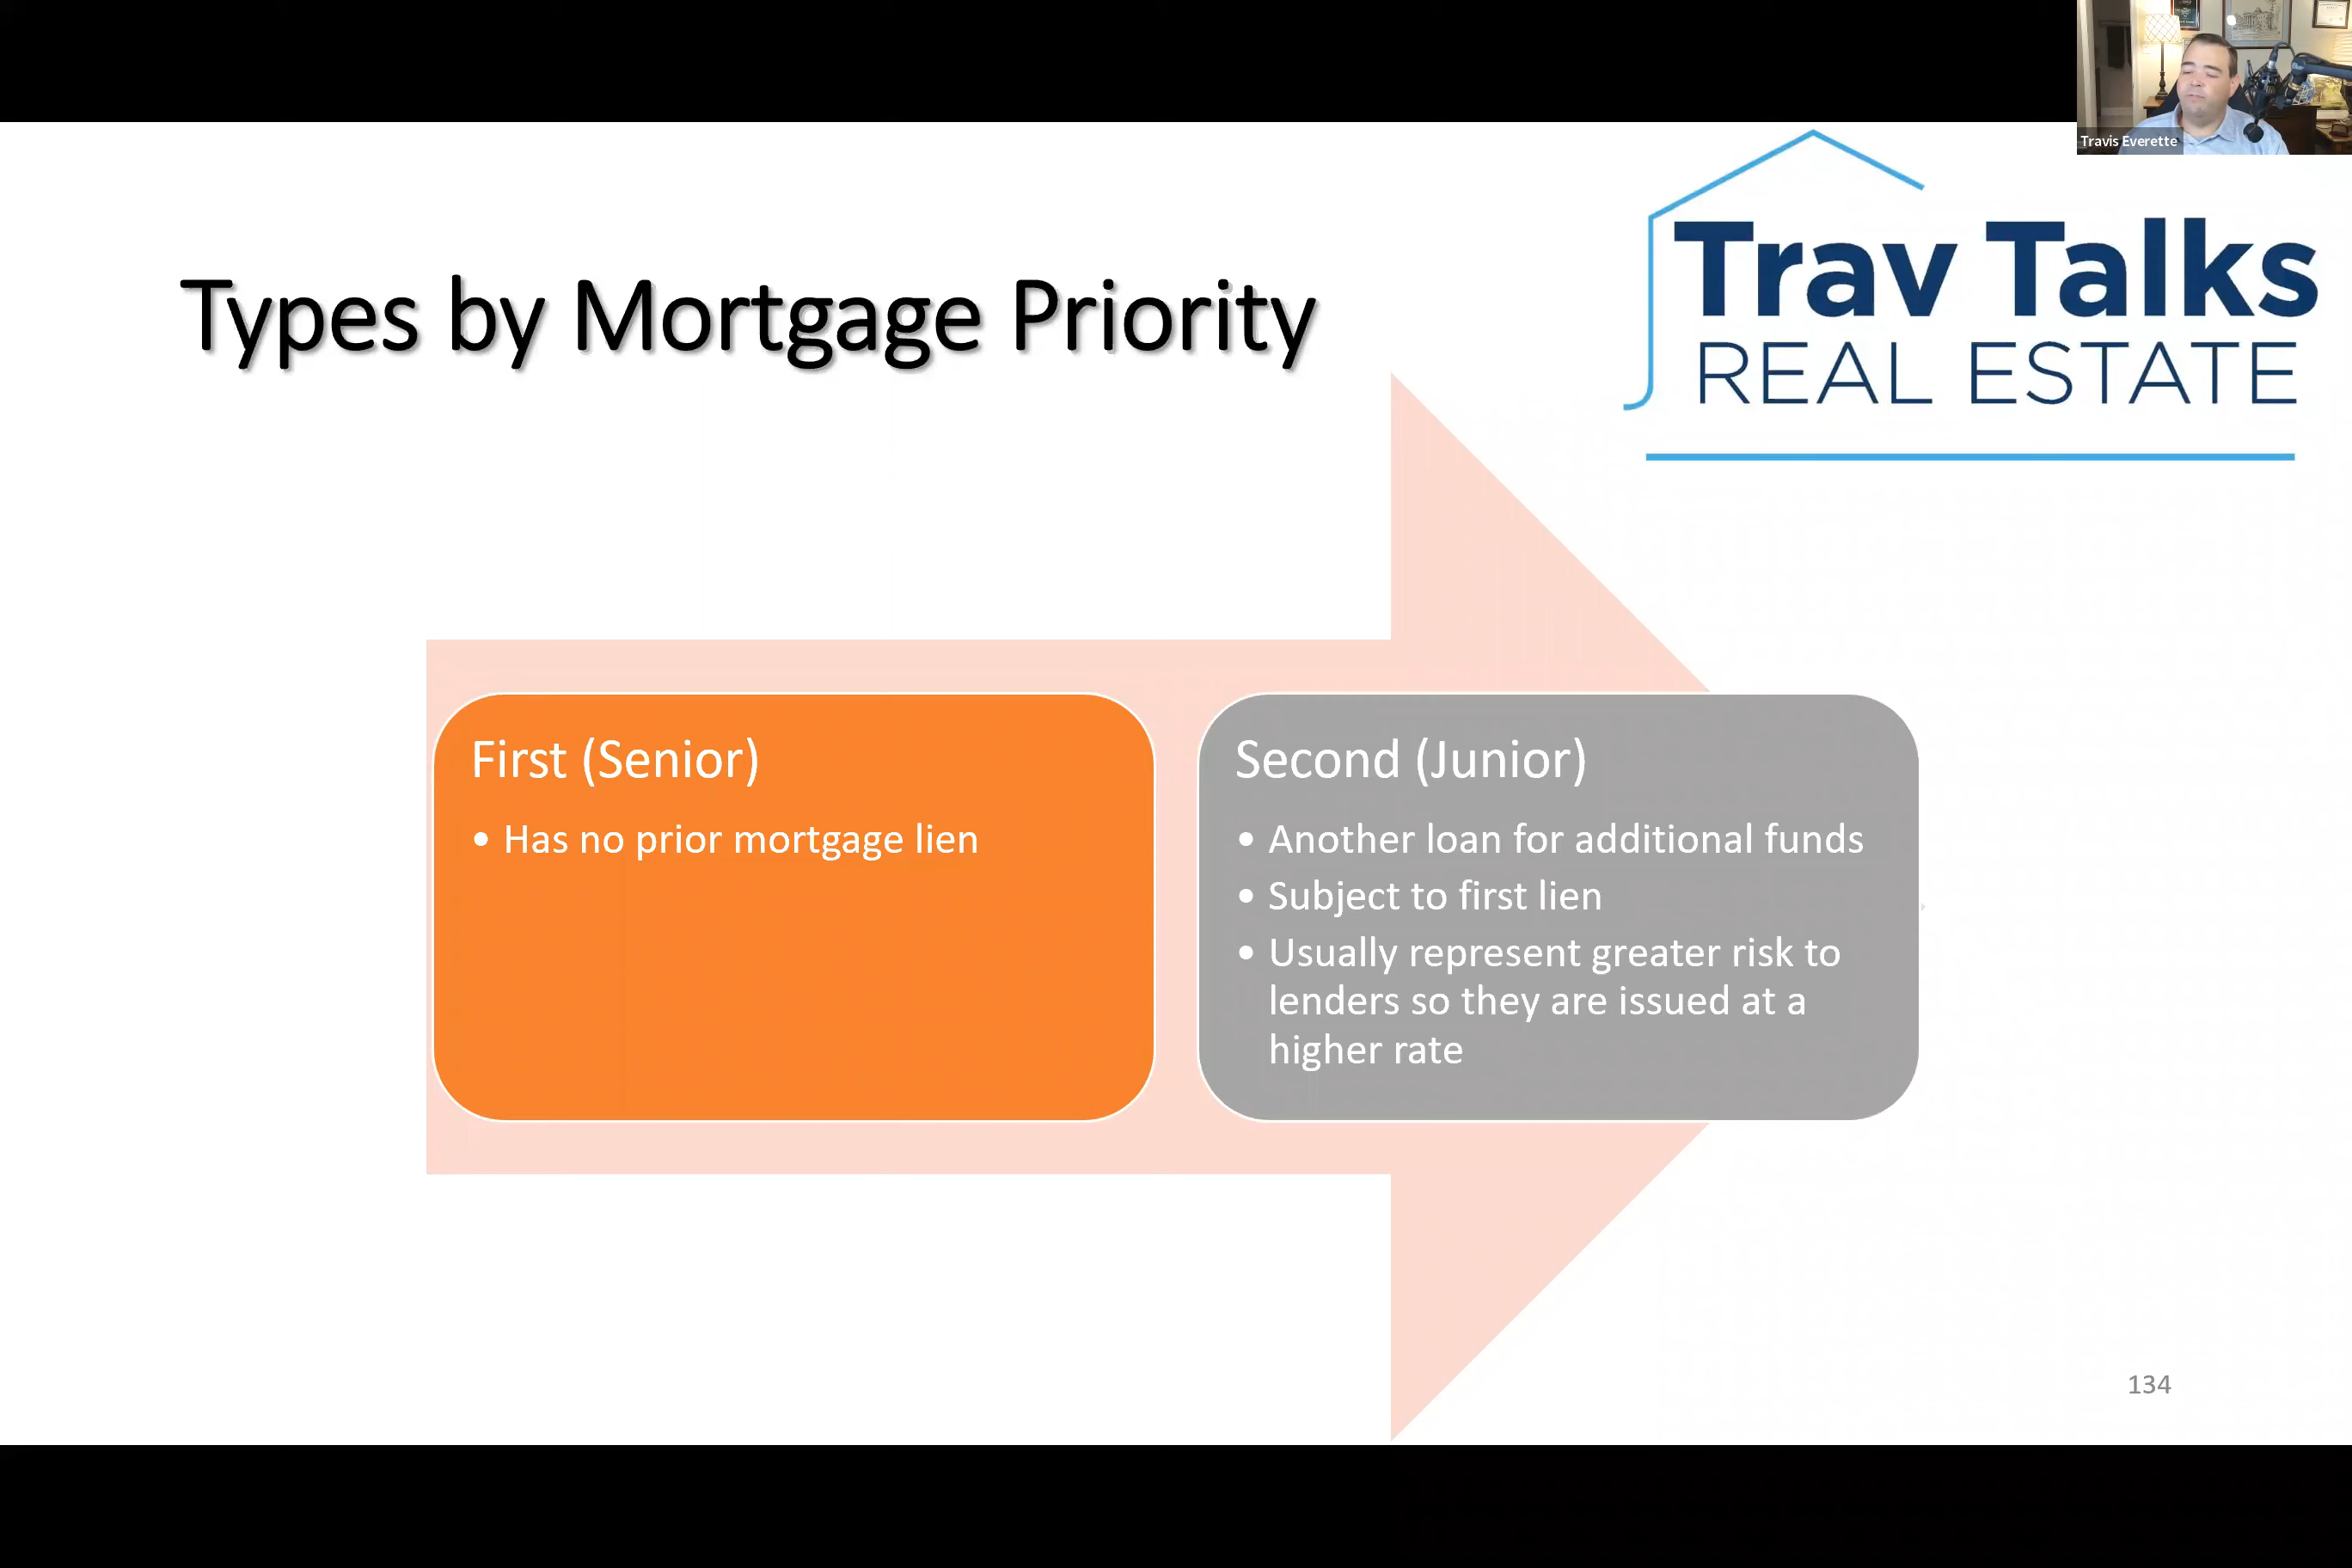 Travis Everette
Trav Talks
REAL ESTATE
Types by Mortgage Priority
First (Senior)
• Has no prior mortgage lien
Second (Junior)
• Another loan for additional funds
• Subject to first lien
• Usually represent greater risk to
lenders so they are issued at a
higher rate
134